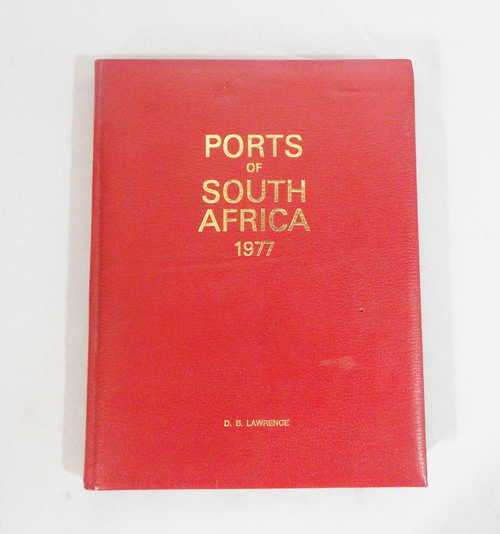 PORTS
OF
SOUTH
AFRICA
1977
D. B. LAWRENCE